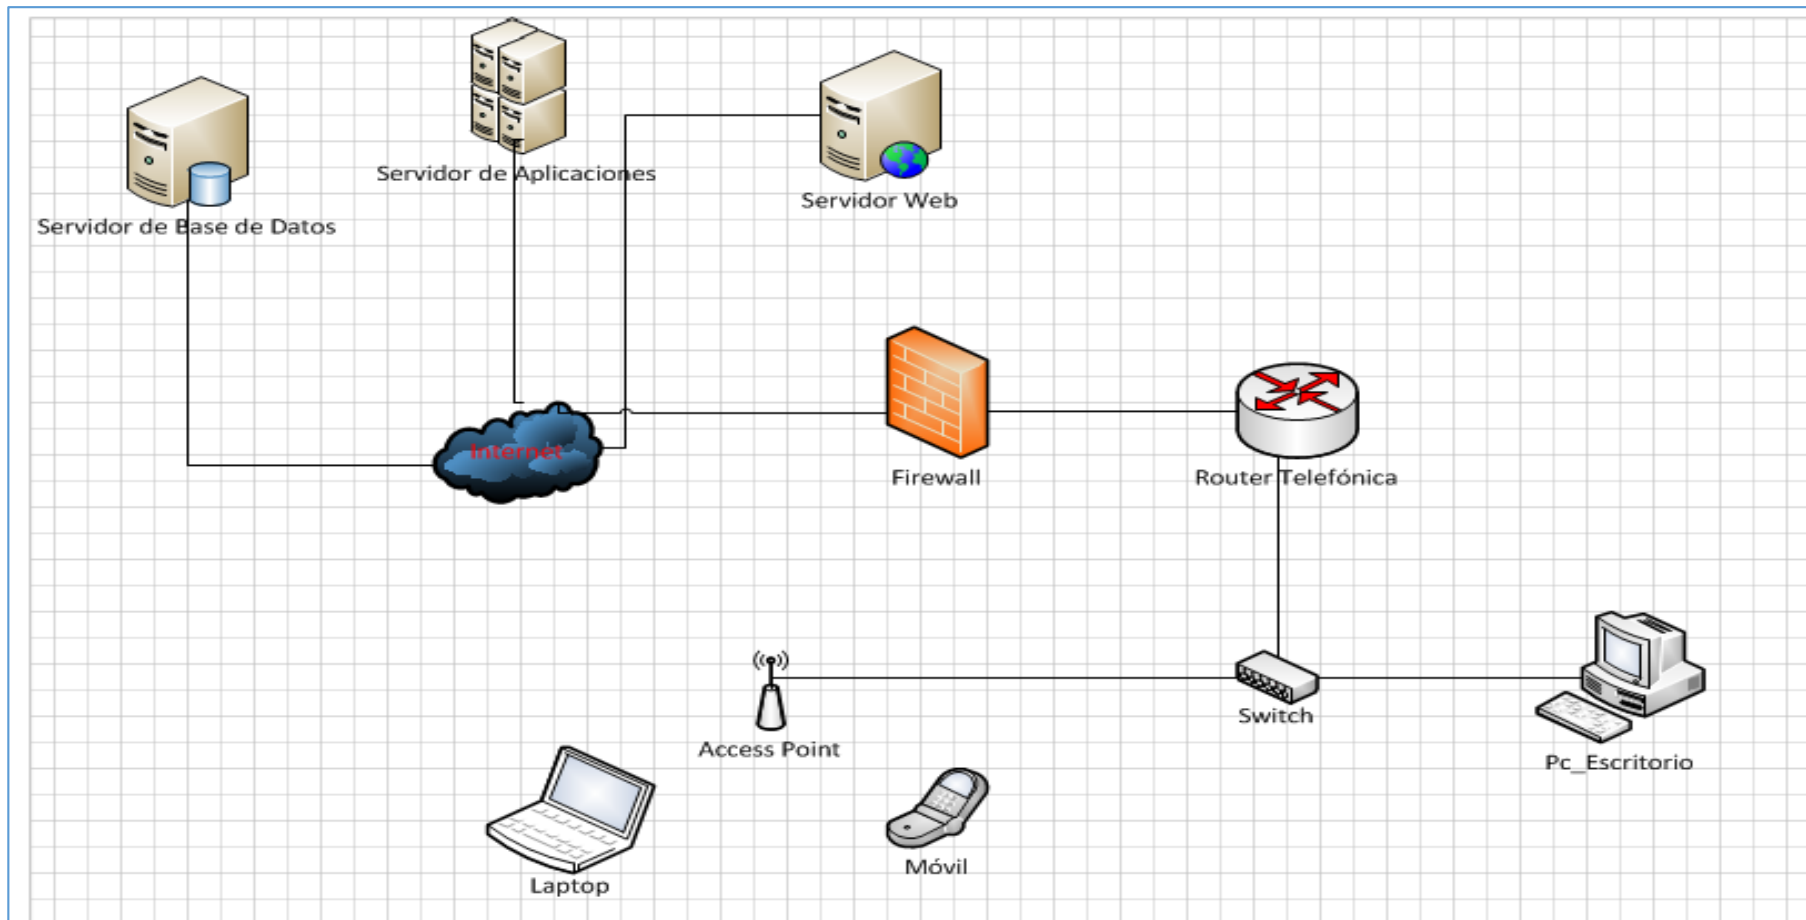 Servidor de Aplicaciones
Servidor Web
Servidor de Base de Datos
Internet
Firewall
Router Telefónica
Switch
Access Point
Pc_Escritorio
Móvil
Laptop